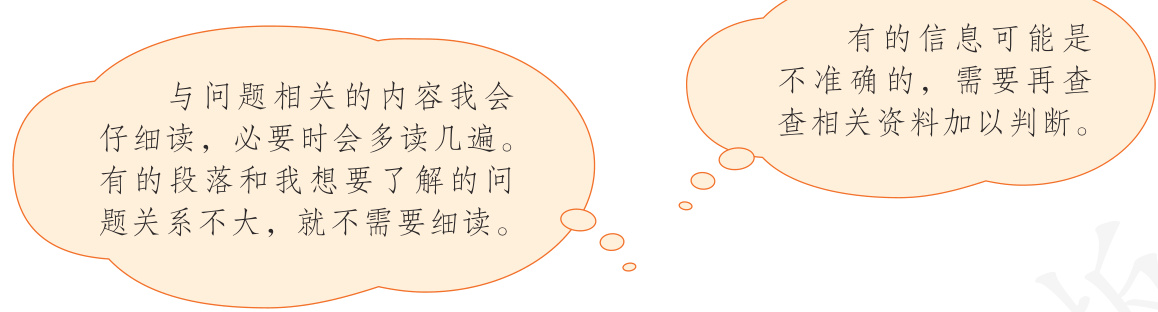 与问题相关的内容我会
仔细读，必要时会多读几遍。
有的段落和我想要了解的问
题关系不大，就不需要细读。
有的信息可能是
不准确的，需要再查
查相关资料加以判断。